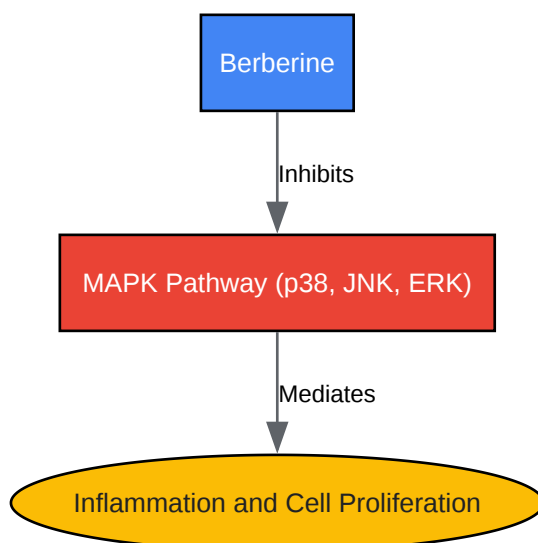 Berberine
Inhibits
MAPK Pathway (p38, JNK, ERK)
Mediates
Inflammation and Cell Proliferation